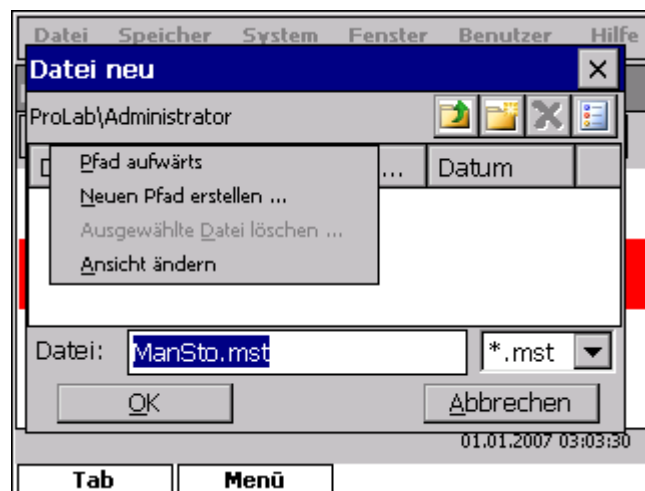 Datei Speicher System Fenster Benutzer Hilfe
Datei neu
ProLab\Administrator
D
... Datum
Pfad aufwärts
Neuen Pfad erstellen ...
Ausgewählte Datei löschen ...
Ansicht ändern
Datei: ManSto.mst *.mst
OK Abbrechen
01.01.2007 03:03:30
Tab Menü